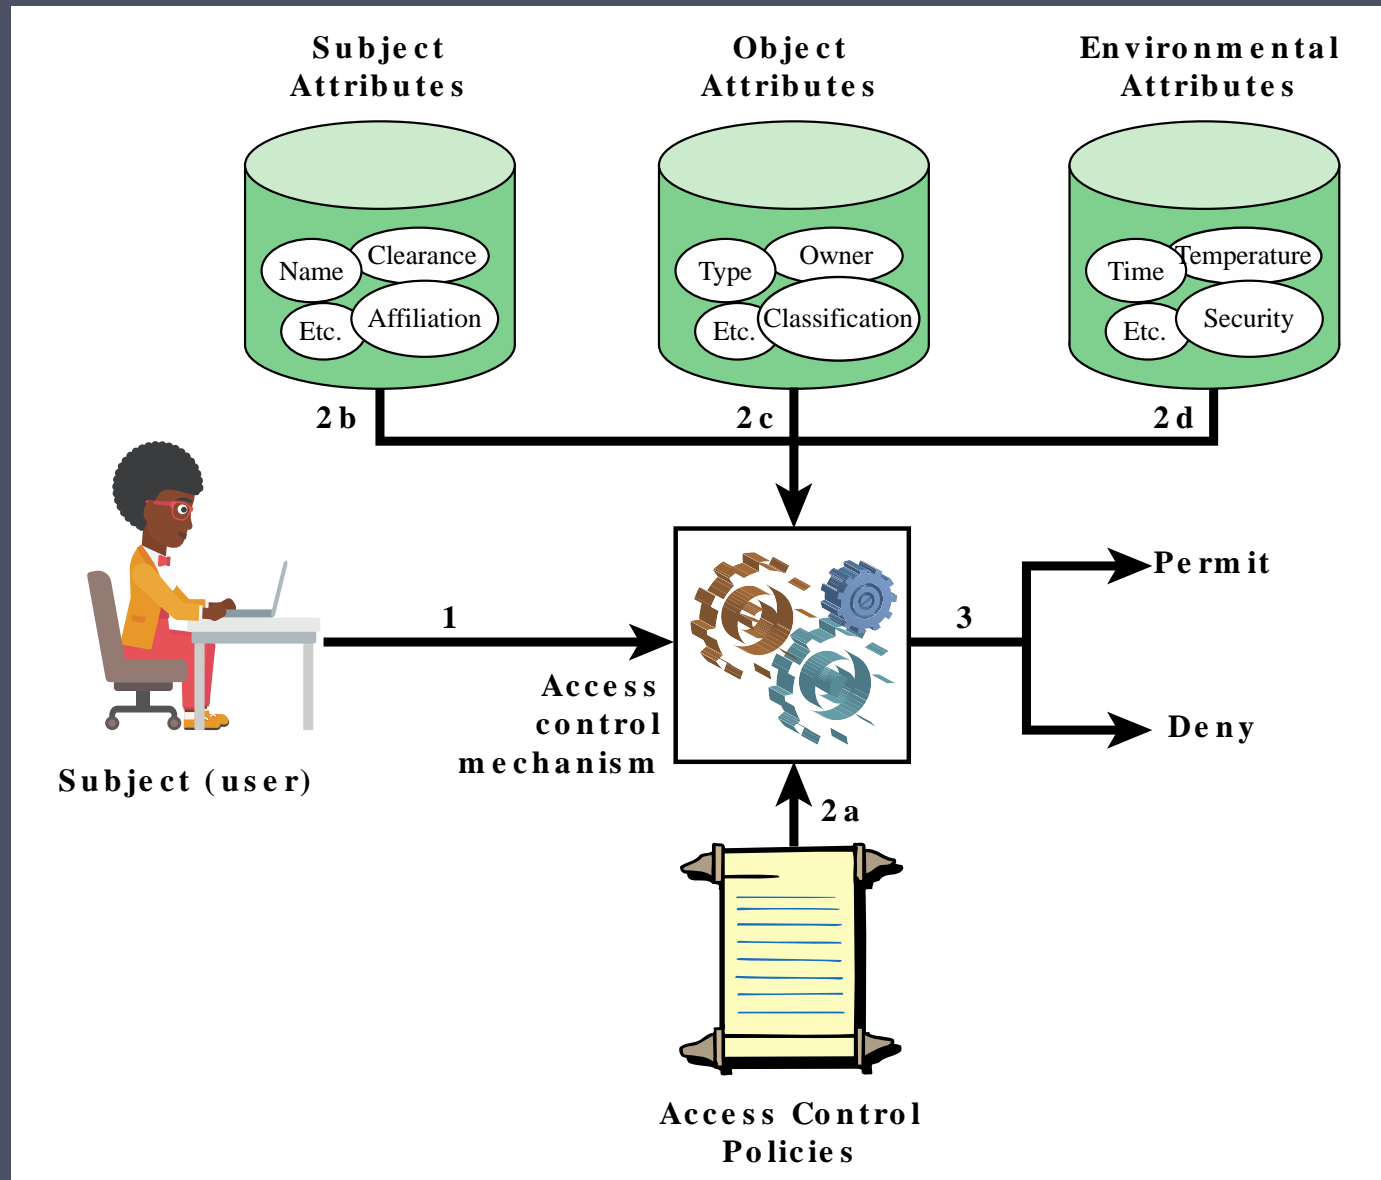 Subject
Attributes
Object
Attributes
Environmental
Attributes
Name
Clearance
Etc.
Affiliation
Type
Owner
Etc.
Classification
Time
Temperature
Etc.
Security
2b
2c
2d
1
Access
control
mechanism
3
Permit
Deny
Subject (user)
2a
Access Control
Policies